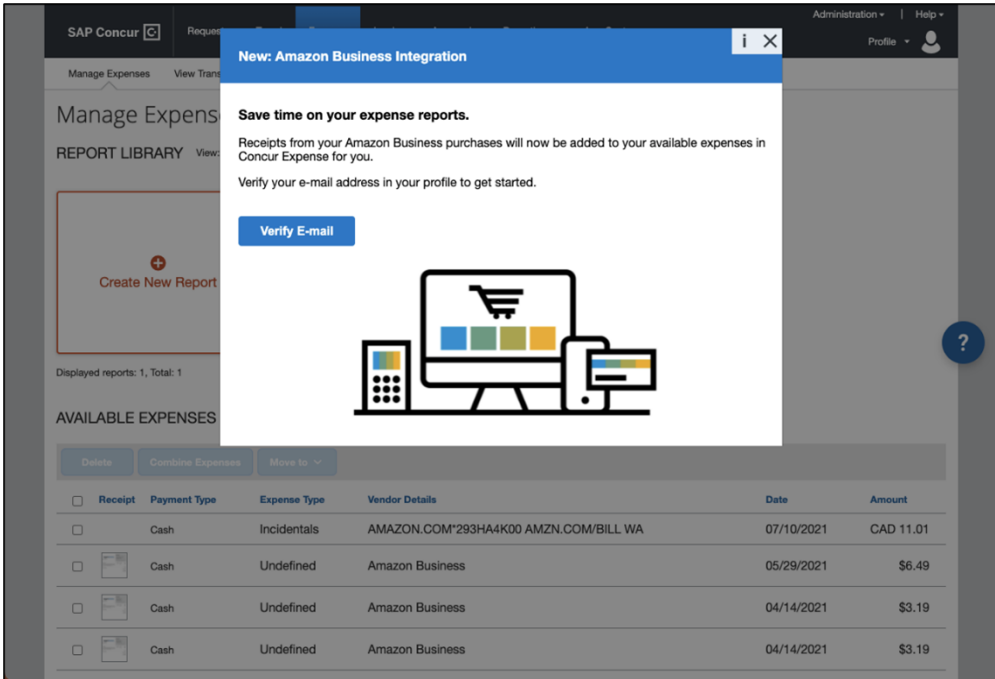 Administration | Help
SAP Concur C
Reques
Profile
New: Amazon Business Integration
i
Manage Expenses View Tran
Manage Expens
Save time on your expense reports.
Receipts from your Amazon Business purchases will now be added to your available expenses in
Concur Expense for you.
REPORT LIBRARY View:
Verify your e-mail address in your profile to get started.
Verify E-mail
Create New Report
?
Displayed reports: 1, Total: 1
AVAILABLE EXPENSES
Delete Combine Expenses Move to
Receipt Payment Type Expense Type Vendor Details Date Amount
Cash Incidentals AMAZON.COM*293HA4K00 AMZN.COM/BILL WA 07/10/2021 CAD 11.01
Cash Undefined Amazon Business 05/29/2021 $6.49
Cash Undefined Amazon Business 04/14/2021 $3.19
Cash Undefined Amazon Business 04/14/2021 $3.19